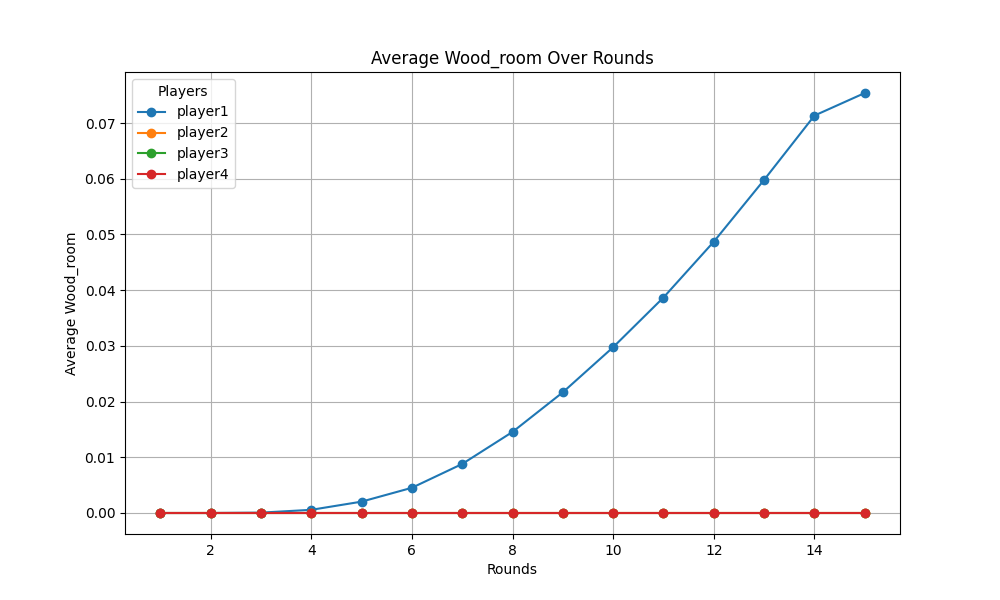 Average Wood_room Over Rounds
Players
player1
player2
player3
player4
Average Wood_room
0.07
0.06
0.05
0.04
0.03
0.02
0.01
0.00
2 4 6 8 10 12 14
Rounds